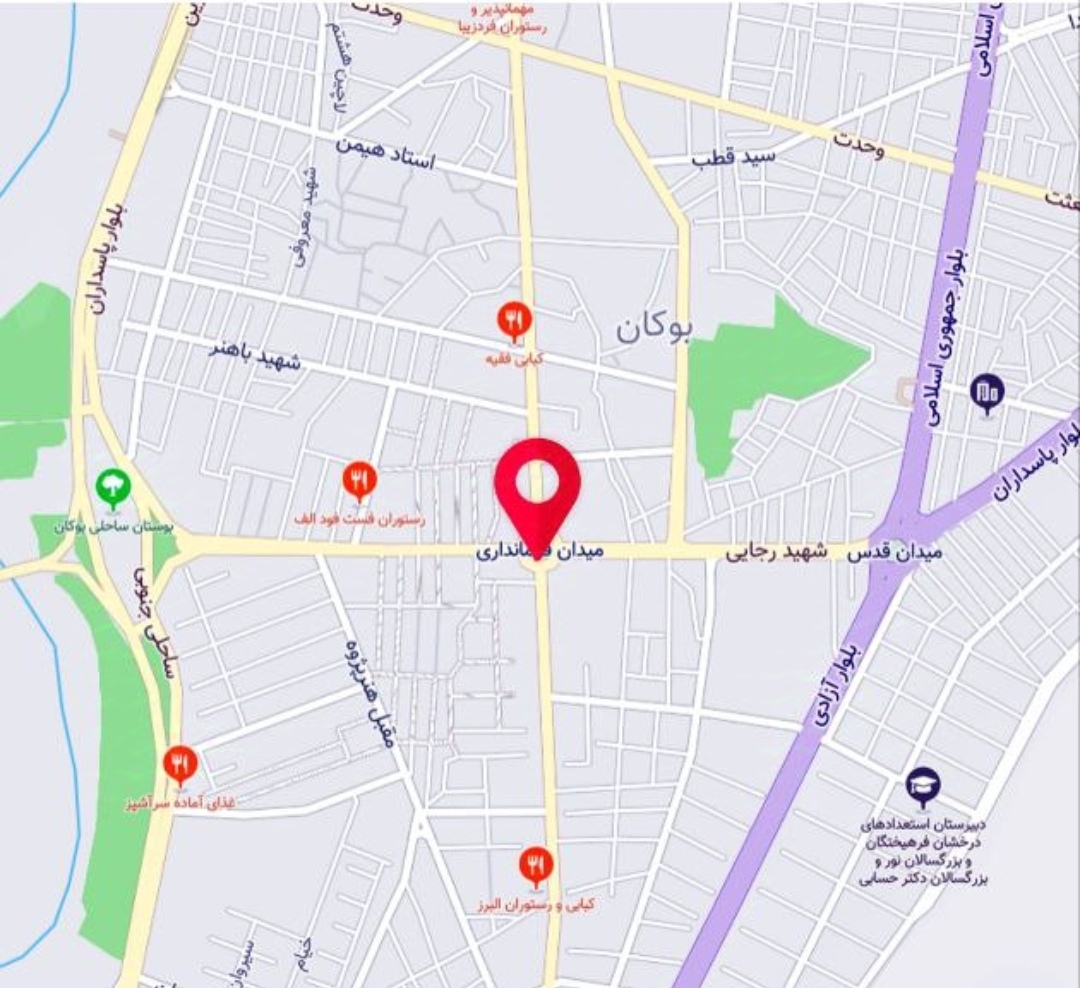 وحدت
مهمانپذیر و
رستوران فردزیبا
اسلامی
لاچین هشتم
استاد هیمن
سید قطب
وحدت
شهید معروفی
بلوار پاسداران
بلوار جمهوری اسلامی
بوکان
کبابی فقیه
شهید باهنر
بلوار پاسداران
رستوران فست فود الف
بوستان ساحلی بوکان
میدان فرمانداری
شهید رجایی
میدان قدس
ساحلی جنوبی
مقبل هنرپژوه
بلوار آزادی
غذای آماده سرآشپز
دبیرستان استعدادهای
درخشان فرهیختگان
و بزرگسالان نور و
بزرگسالان دکتر حسابی
کبابی و رستوران البرز
خیام
سیروان